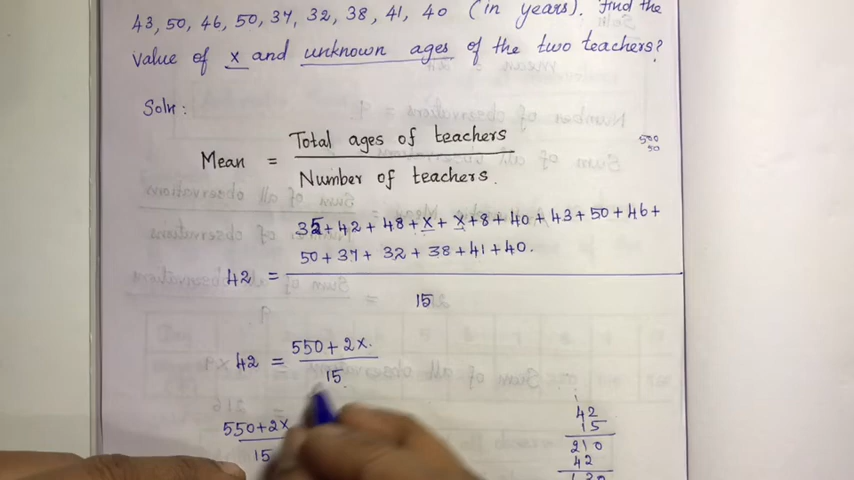 43, 50, 46, 50, 37, 32, 38, 41, 40 (in years). Find the
value of x and unknown ages of the two teachers?
Soln:
Mean = Total ages of teachers
Number of teachers.
500
50
35+42+48+x+x+8+40+43+50+46+
50+37+32+38+41+40.
42 =
15
42 = 550+2x.
15
550+2x
15
42
15
210
42